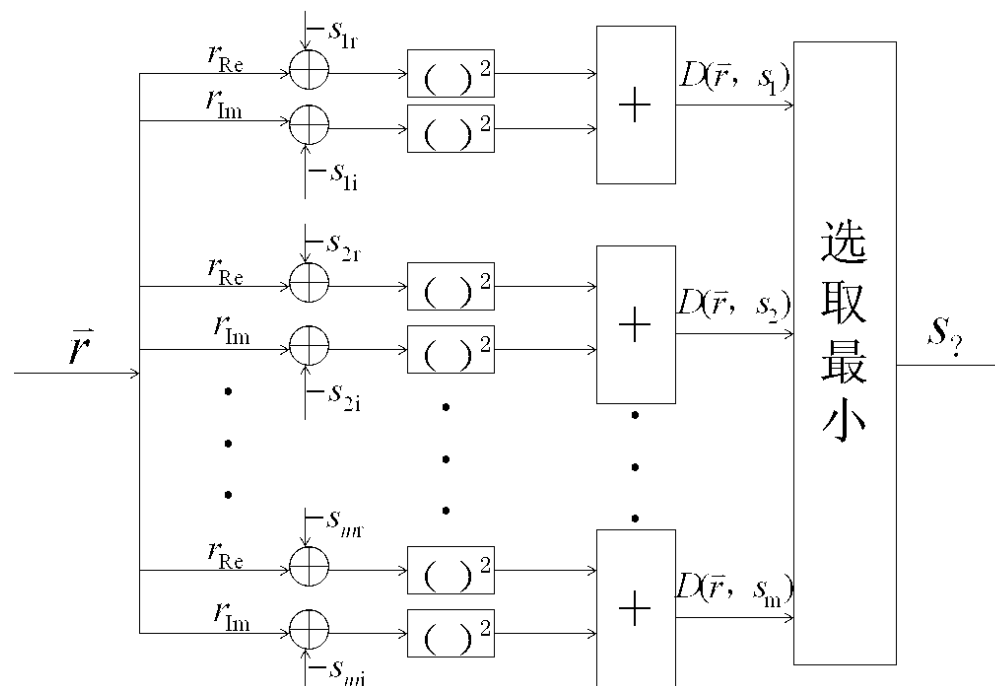 −s1r
rRe
( )²
D(r̄, s1)
rIm
+
( )²
−s1i
−s2r
rRe
( )²
D(r̄, s2)
rIm
+
( )²
−s2i
r̄
选取最小
s?
−smr
rRe
( )²
D(r̄, sm)
rIm
+
( )²
−smi